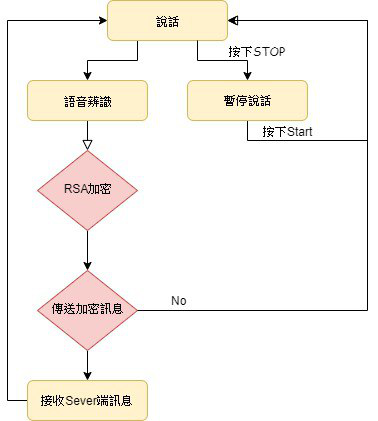 說話
按下STOP
語音辨識
暫停說話
按下Start
RSA加密
傳送加密訊息
No
接收Sever端訊息